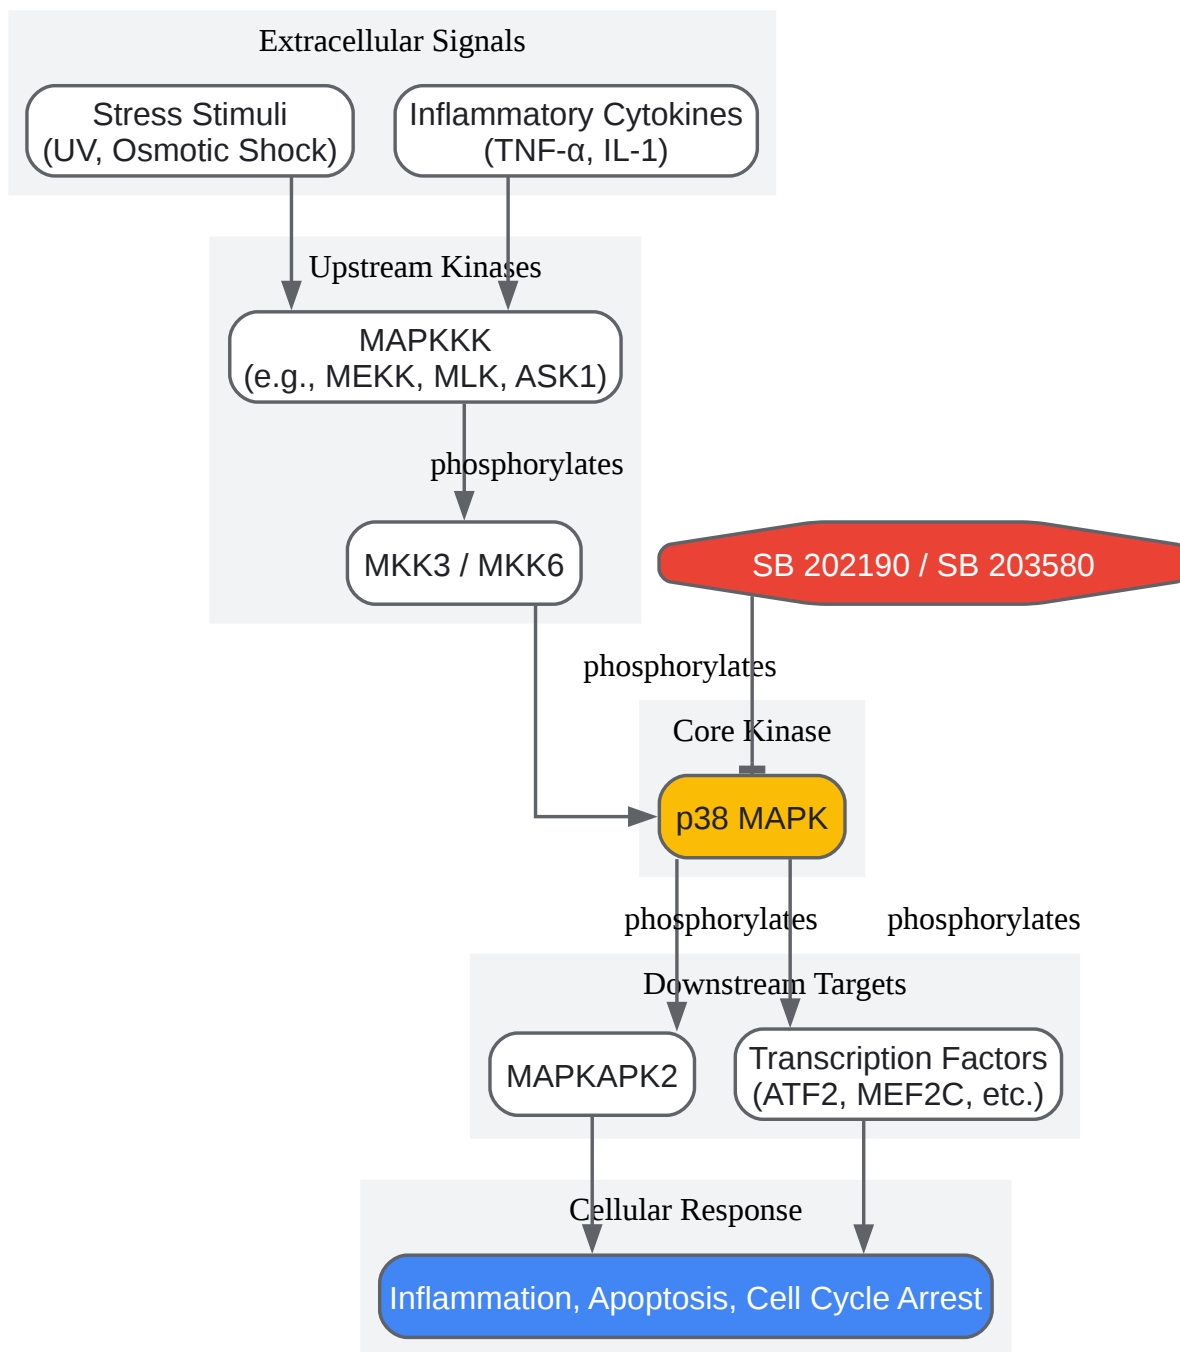 Extracellular Signals
Stress Stimuli
(UV, Osmotic Shock)
Inflammatory Cytokines
(TNF-α, IL-1)
Upstream Kinases
MAPKKK
(e.g., MEKK, MLK, ASK1)
phosphorylates
MKK3 / MKK6
SB 202190 / SB 203580
phosphorylates
Core Kinase
p38 MAPK
phosphorylates
phosphorylates
Downstream Targets
MAPKAPK2
Transcription Factors
(ATF2, MEF2C, etc.)
Cellular Response
Inflammation, Apoptosis, Cell Cycle Arrest